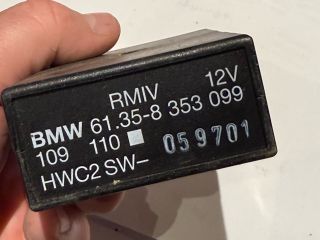 RMIV 12V
BMW 61.35-8 353 099
109 110
HWC2 SW- 059701